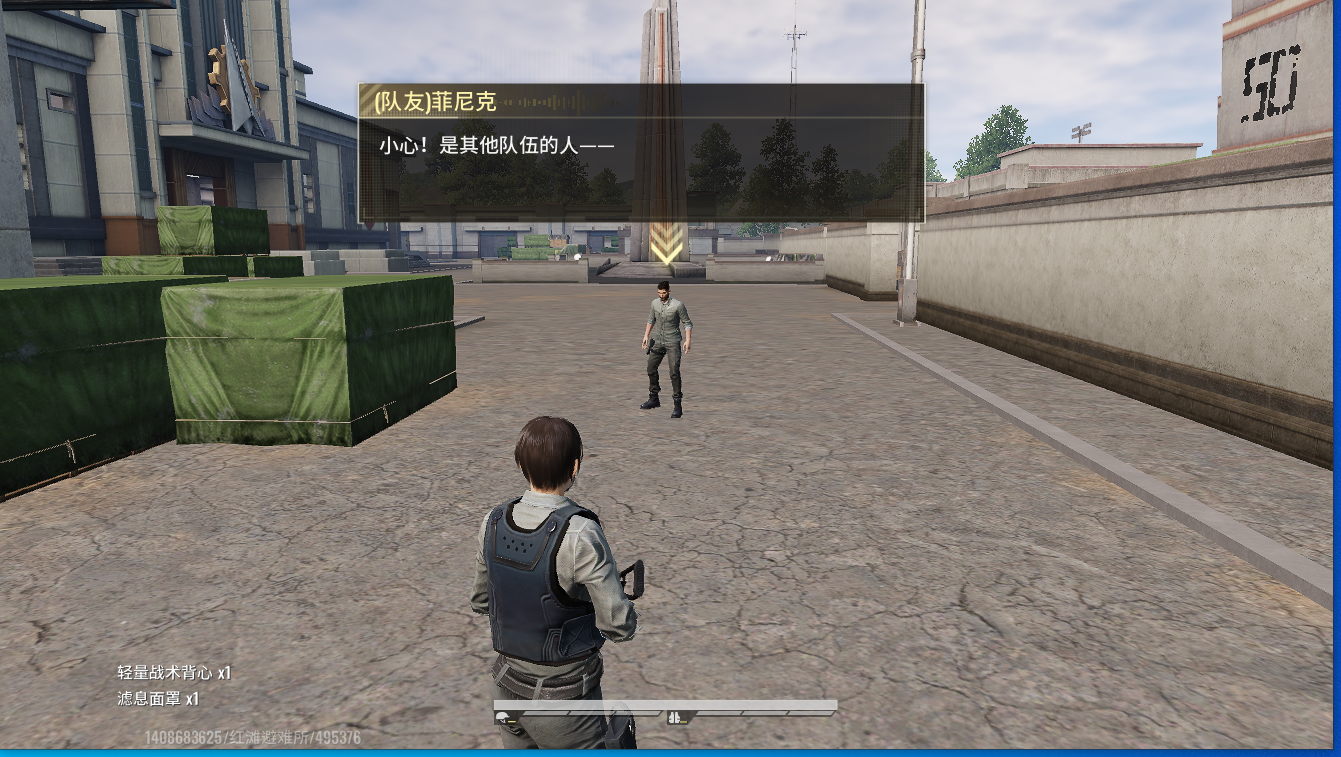 (队友)菲尼克
小心！是其他队伍的人——
50
轻量战术背心 x1
滤息面罩 x1
1408683625/红滩避难所/495376